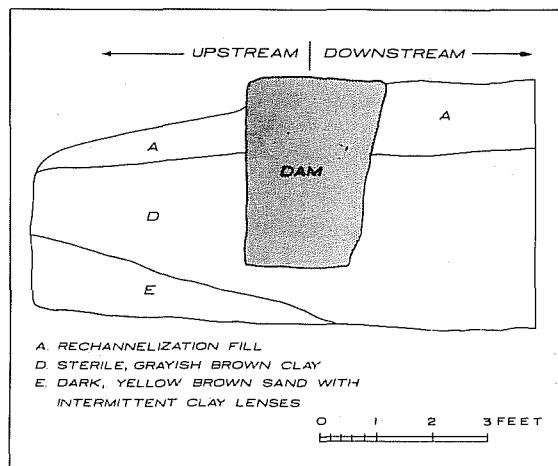 UPSTREAM | DOWNSTREAM
A
A
DAM
D
E
A. RECHANNELIZATION FILL
D. STERILE, GRAYISH BROWN CLAY
E. DARK, YELLOW BROWN SAND WITH
INTERMITTENT CLAY LENSES
0 1 2 3 FEET